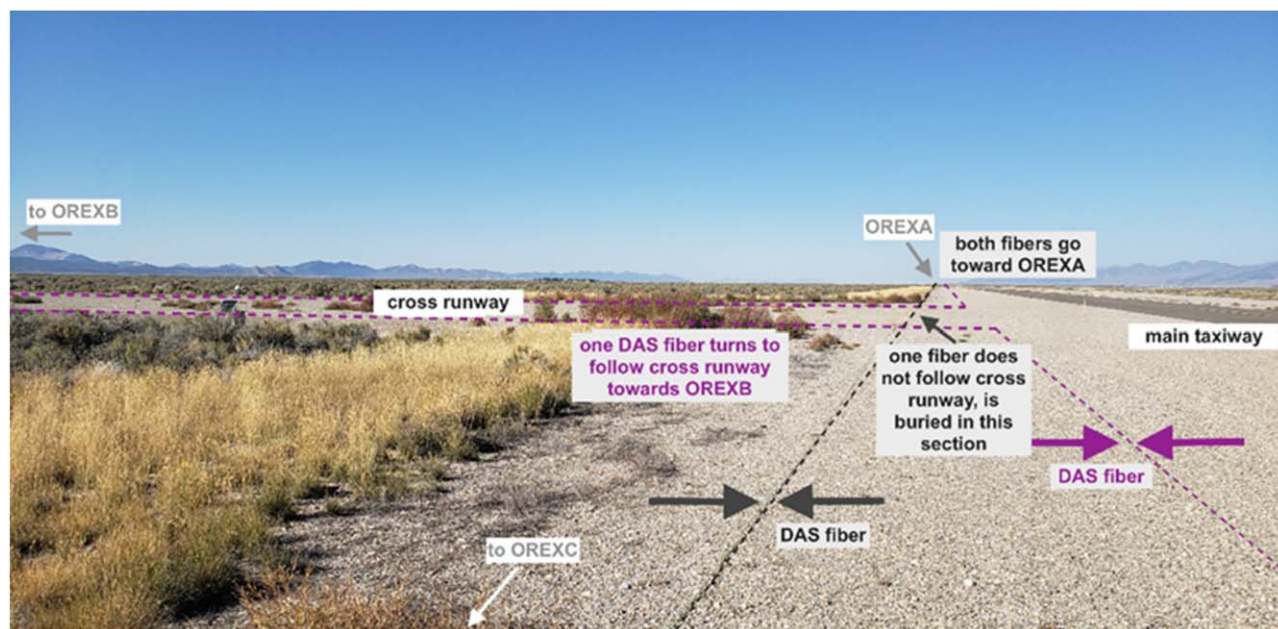 to OREXB
OREXA
both fibers go
toward OREXA
cross runway
main taxiway
one DAS fiber turns to
follow cross runway
towards OREXB
one fiber does
not follow cross
runway, is
buried in this
section
DAS fiber
DAS fiber
to OREXC